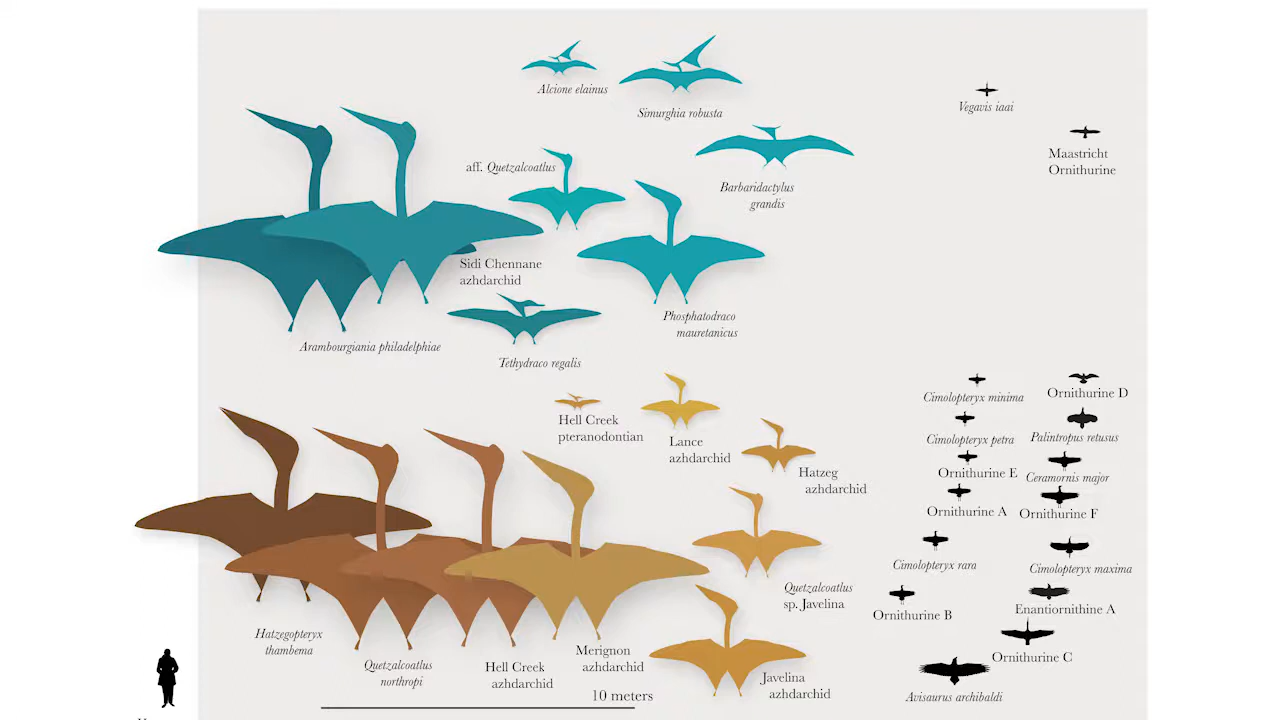 Alcione elainus
Simurghia robusta
Vegavis iaai
Maastricht
Ornithurine
aff. Quetzalcoatlus
Barbaridactylus
grandis
Sidi Chennane
azhdarchid
Phosphatodraco
mauretanicus
Arambourgiania philadelphiae
Tethydraco regalis
Cimolopteryx minima
Ornithurine D
Hell Creek
pteranodontian
Lance
azhdarchid
Cimolopteryx petra
Palintropus retusus
Hatzeg
azhdarchid
Ornithurine E
Ceramornis major
Ornithurine A
Ornithurine F
Cimolopteryx rara
Cimolopteryx maxima
Quetzalcoatlus
sp. Javelina
Ornithurine B
Enantiornithine A
Hatzegopteryx
thambema
Quetzalcoatlus
northropi
Hell Creek
azhdarchid
Merignon
azhdarchid
Javelina
azhdarchid
Ornithurine C
Avisaurus archibaldi
10 meters